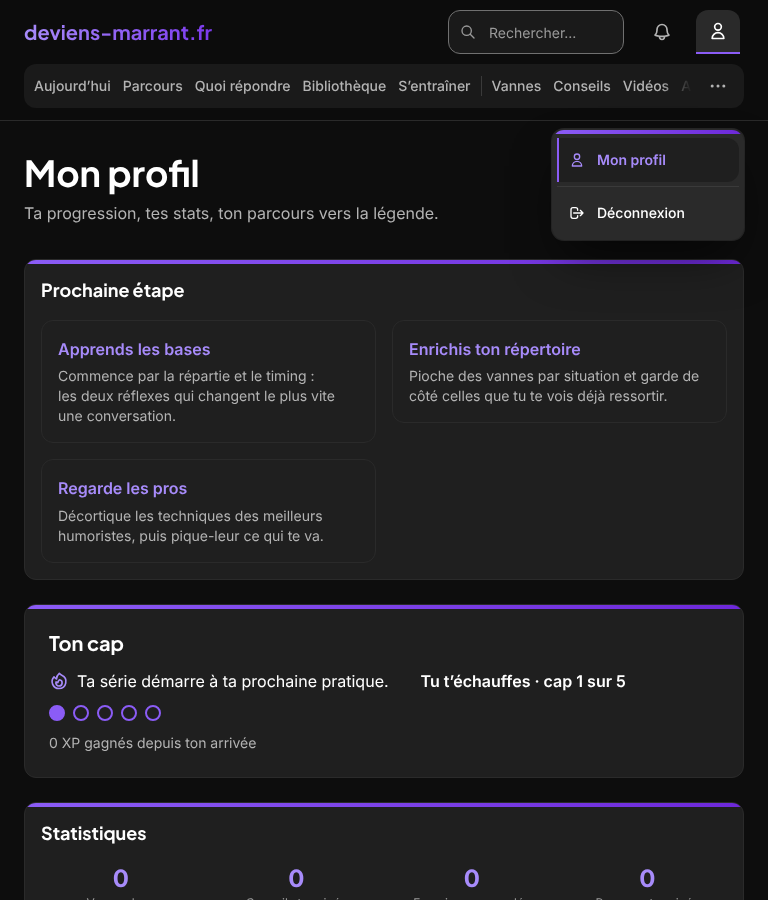 deviens-marrant.fr
Rechercher...
Aujourd’hui Parcours Quoi répondre Bibliothèque S’entraîner Vannes Conseils Vidéos
Mon profil
Déconnexion
Mon profil
Ta progression, tes stats, ton parcours vers la légende.
Prochaine étape
Apprends les bases
Commence par la répartie et le timing :
les deux réflexes qui changent le plus vite
une conversation.
Enrichis ton répertoire
Pioche des vannes par situation et garde de
côté celles que tu te vois déjà ressortir.
Regarde les pros
Décortique les techniques des meilleurs
humoristes, puis pique-leur ce qui te va.
Ton cap
Ta série démarre à ta prochaine pratique. Tu t’échauffes · cap 1 sur 5
0 XP gagnés depuis ton arrivée
Statistiques
0 0 0 0